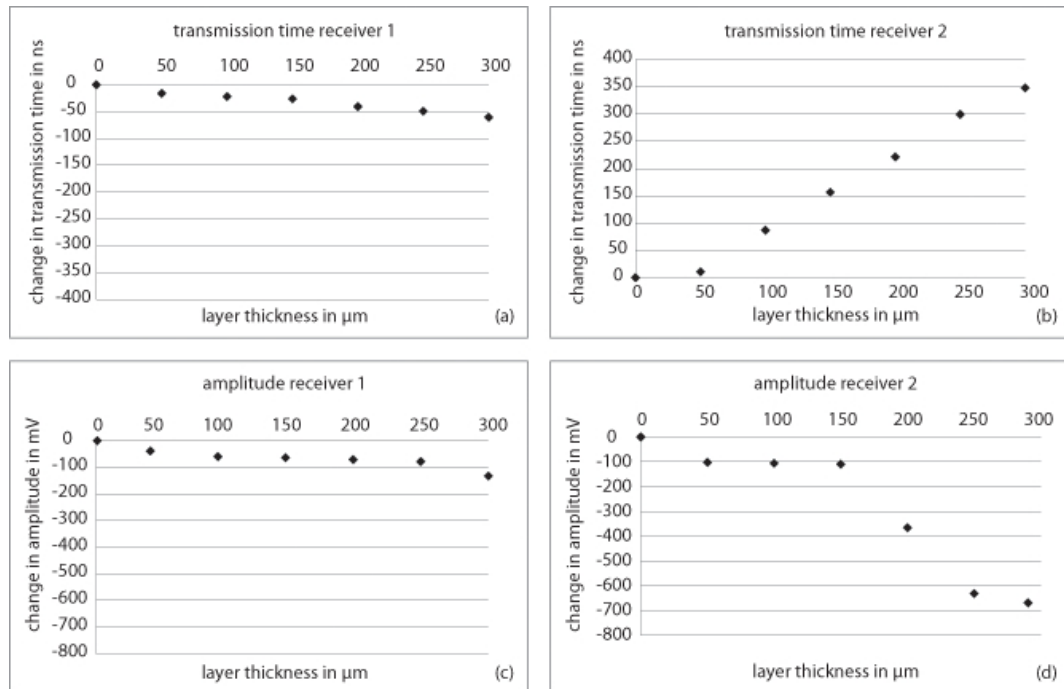 transmission time receiver 1
0 50 100 150 200 250 300
0
-50
-100
-150
-200
-250
-300
-350
-400
change in transmission time in ns
layer thickness in µm
(a)
transmission time receiver 2
400
350
300
250
200
150
100
50
0
0 50 100 150 200 250 300
change in transmission time in ns
layer thickness in µm
(b)
amplitude receiver 1
0 50 100 150 200 250 300
0
-100
-200
-300
-400
-500
-600
-700
-800
change in amplitude in mV
layer thickness in µm
(c)
amplitude receiver 2
0 50 100 150 200 250 300
0
-100
-200
-300
-400
-500
-600
-700
-800
change in amplitude in mV
layer thickness in µm
(d)